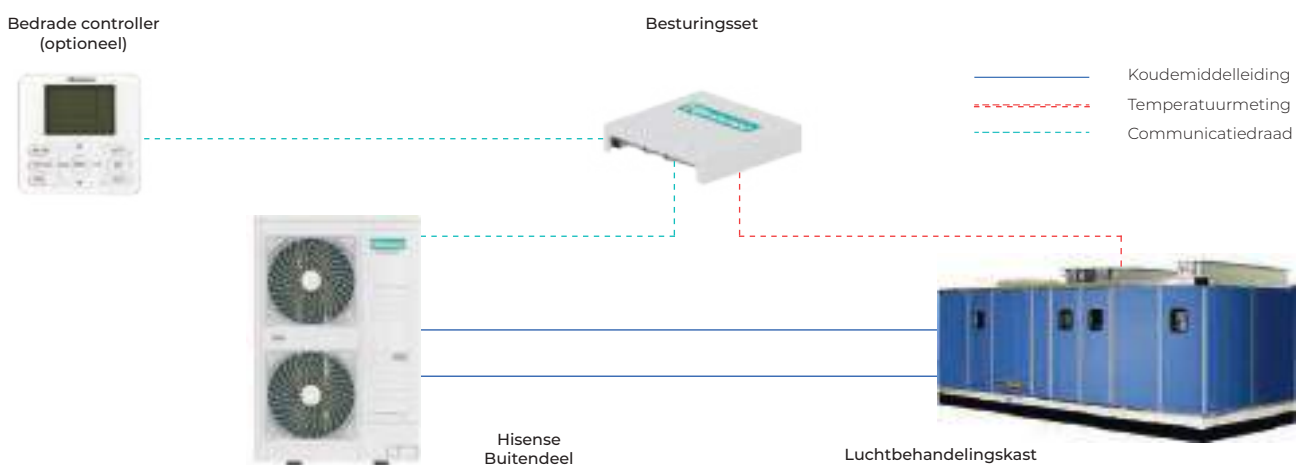 Bedrade controller
(optioneel)
Besturingsset
Koudemiddelleiding
Temperatuurmeting
Communicatiedraad
Hisense
Buitendeel
Luchtbehandelingskast